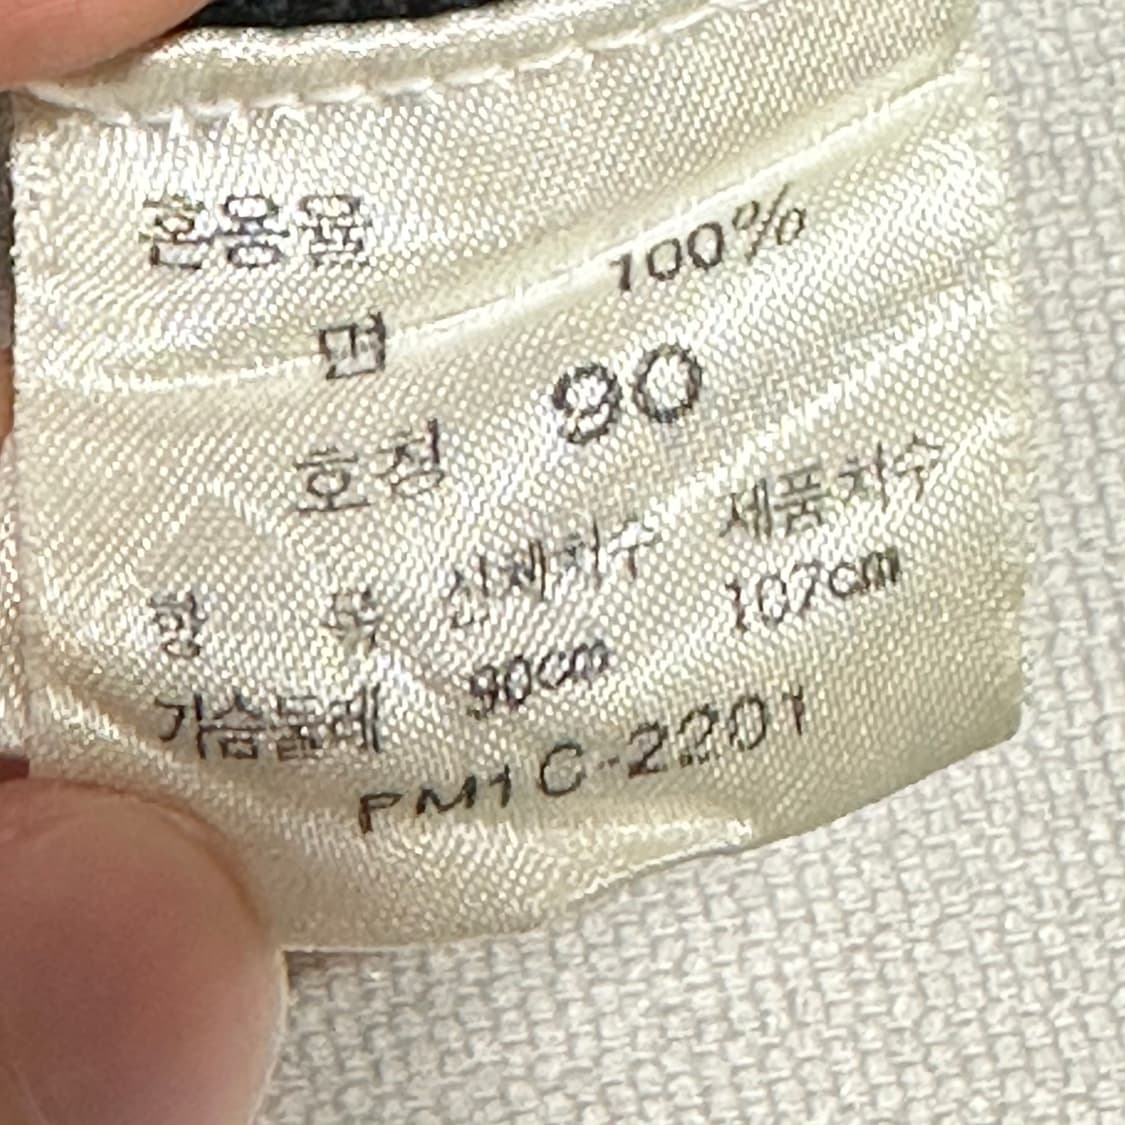 혼용율
면 100%
호칭 90
항 목 신체치수 제품치수
가슴둘레 90cm 107cm
PM1C-2201